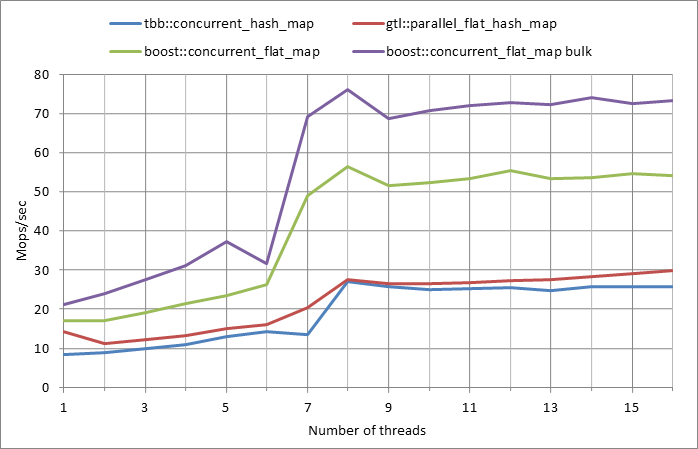 tbb::concurrent_hash_map gtl::parallel_flat_hash_map
boost::concurrent_flat_map boost::concurrent_flat_map bulk
80
70
60
50
40
30
20
10
0
Mops/sec
1 3 5 7 9 11 13 15
Number of threads